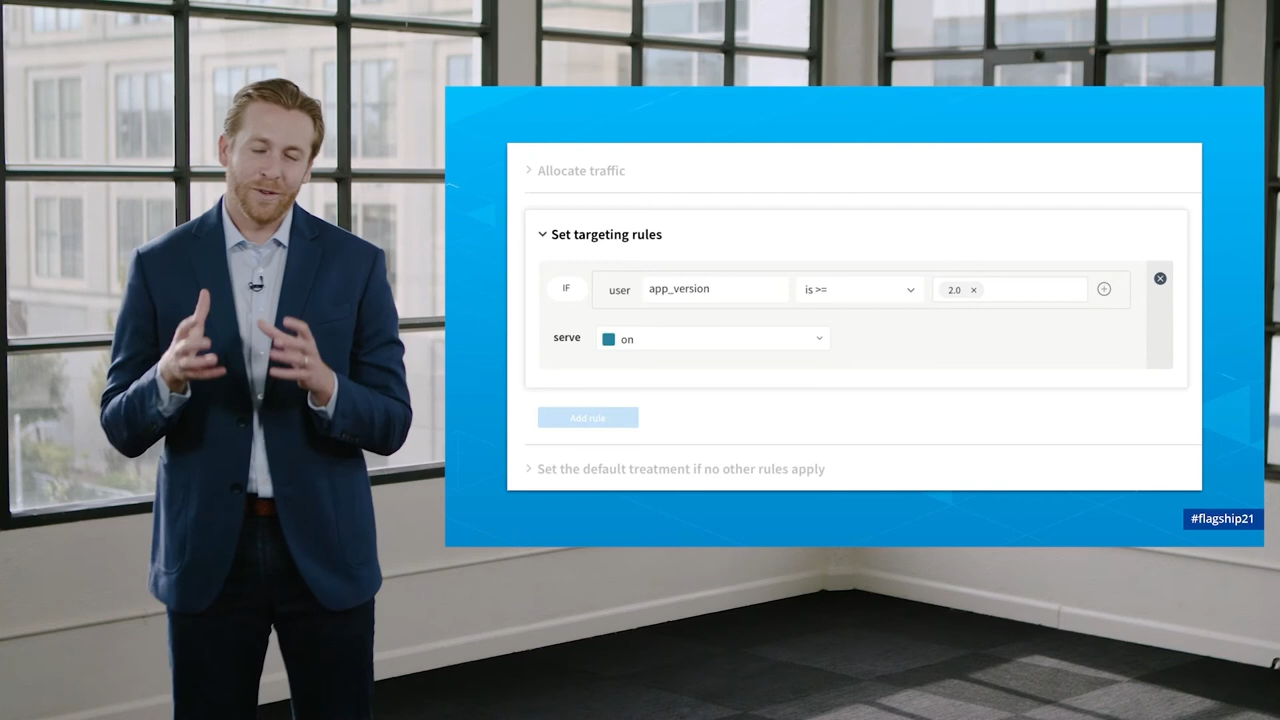 Allocate traffic
Set targeting rules
IF user app_version is >= 2.0 ×
serve on
Add rule
Set the default treatment if no other rules apply
#flagship21